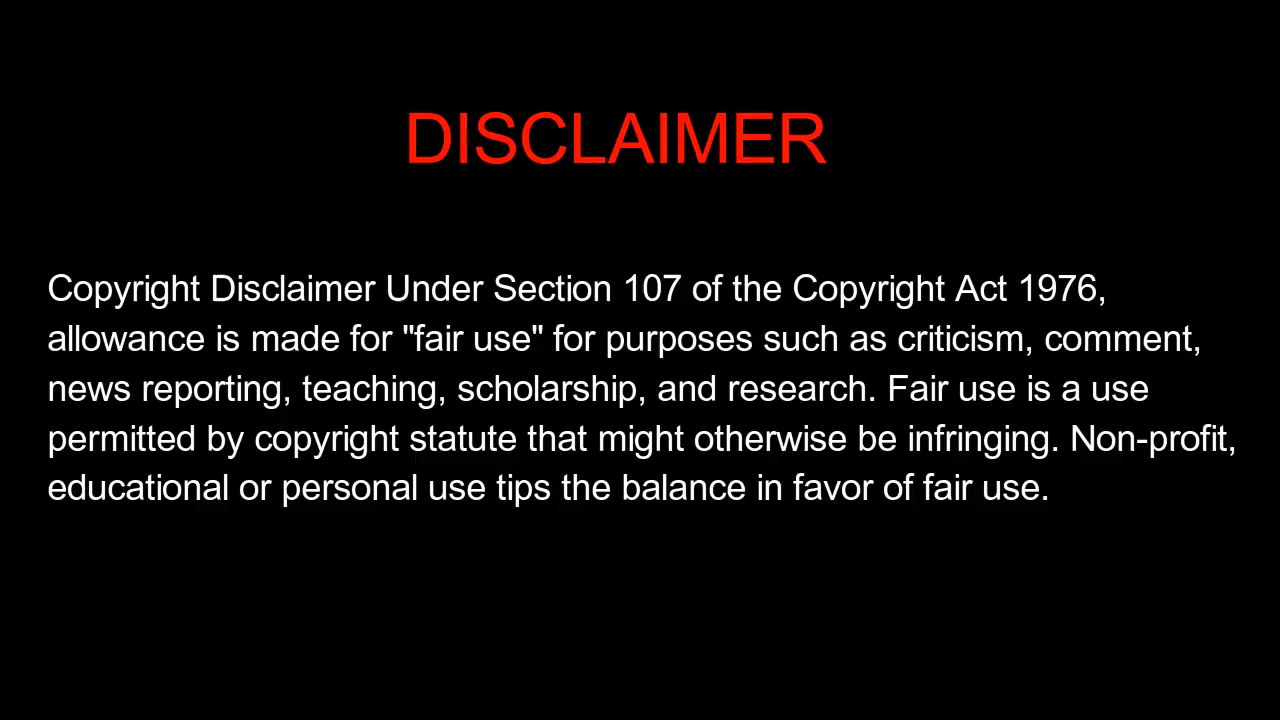 DISCLAIMER
Copyright Disclaimer Under Section 107 of the Copyright Act 1976,
allowance is made for "fair use" for purposes such as criticism, comment,
news reporting, teaching, scholarship, and research. Fair use is a use
permitted by copyright statute that might otherwise be infringing. Non-profit,
educational or personal use tips the balance in favor of fair use.